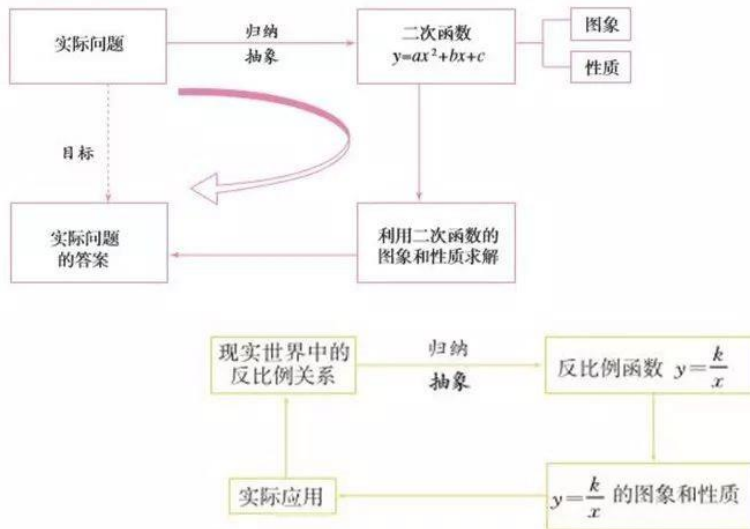 实际问题
归纳
抽象
二次函数
y=ax²+bx+c
图象
性质
目标
实际问题
的答案
利用二次函数的
图象和性质求解
现实世界中的
反比例关系
归纳
抽象
反比例函数 y=k/x
实际应用
y=k/x 的图象和性质